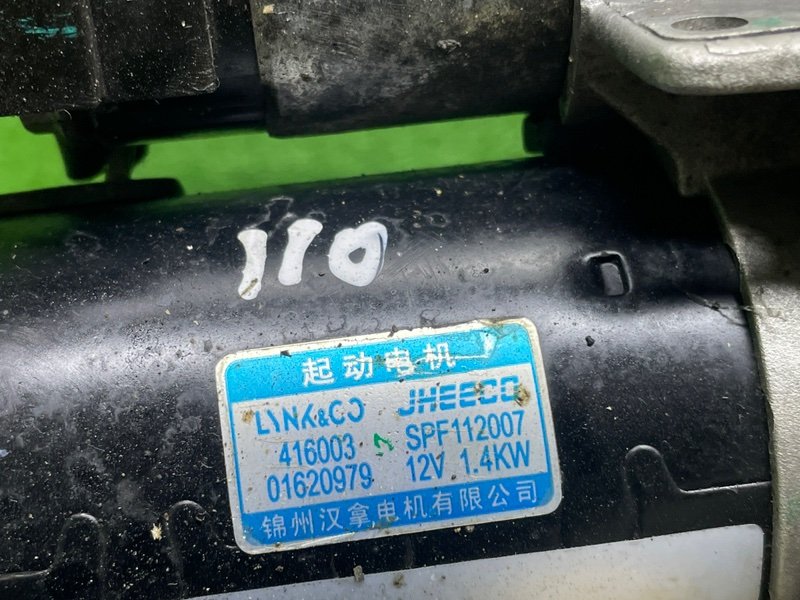 110
起动电机
LYNK&CO JHEECO
416003 SPF112007
01620979 12V 1.4KW
锦州汉拿电机有限公司